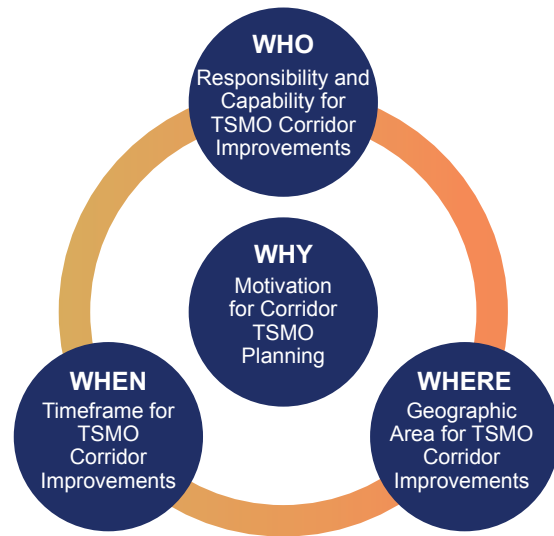 WHO
Responsibility and
Capability for
TSMO Corridor
Improvements
WHY
Motivation
for Corridor
TSMO
Planning
WHEN
Timeframe for
TSMO
Corridor
Improvements
WHERE
Geographic
Area for TSMO
Corridor
Improvements